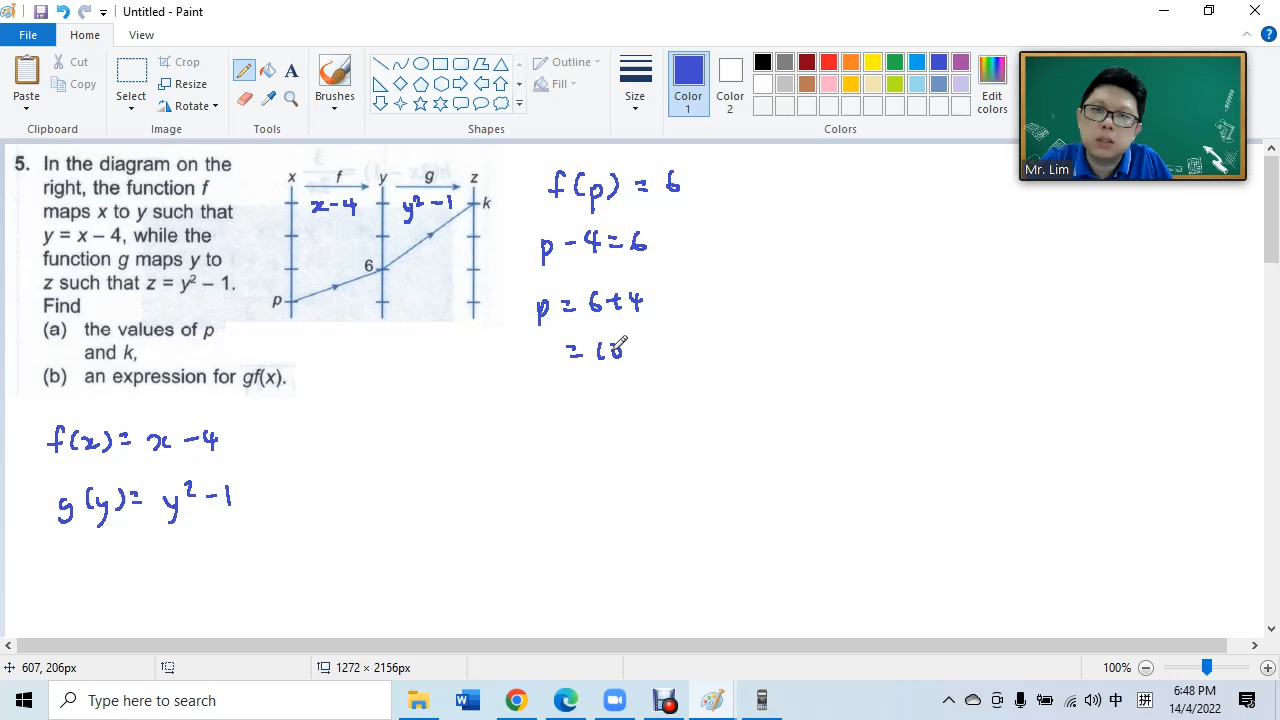 Untitled - Paint
File
Home
View
Paste
Cut
Copy
Clipboard
Select
Crop
Resize
Rotate
Image
A
Tools
Brushes
Outline
Fill
Shapes
Size
Color 1
Color 2
Edit colors
Colors
Mr. Lim
5. In the diagram on the
right, the function f
maps x to y such that
y = x – 4, while the
function g maps y to
z such that z = y² – 1.
Find
(a) the values of p
and k,
(b) an expression for gf(x).
x f y g z
x - 4 y² - 1
k
6
p
f(p) = 6
p - 4 = 6
p = 6 + 4
= 10
f(x) = x - 4
g(y) = y² - 1
607, 206px
1272 × 2156px
100%
Type here to search
中
拼
6:48 PM
14/4/2022